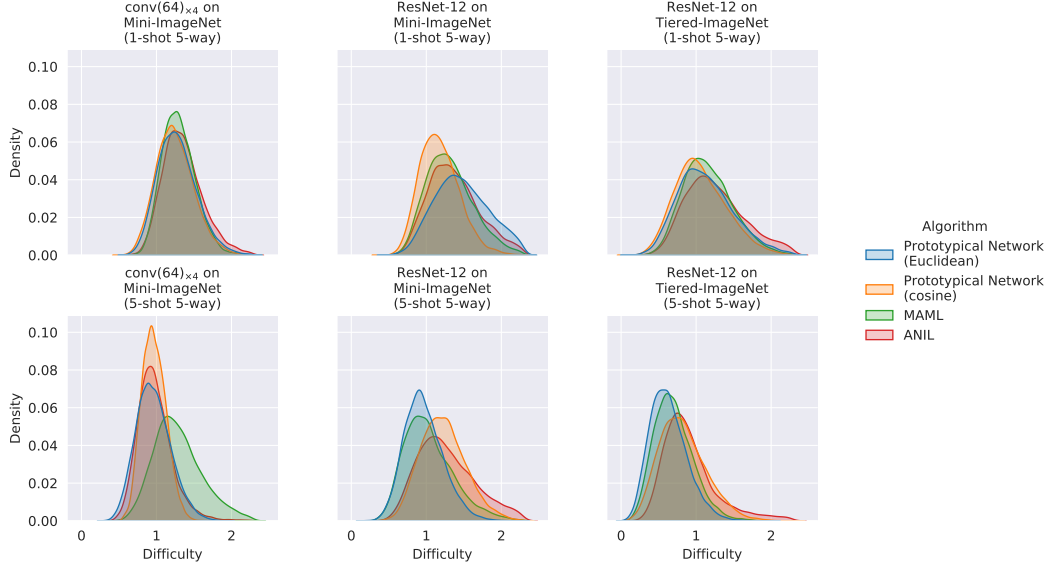 conv(64)×4 on
Mini-ImageNet
(1-shot 5-way)
ResNet-12 on
Mini-ImageNet
(1-shot 5-way)
ResNet-12 on
Tiered-ImageNet
(1-shot 5-way)
0.10
0.08
0.06
0.04
0.02
0.00
Density
conv(64)×4 on
Mini-ImageNet
(5-shot 5-way)
ResNet-12 on
Mini-ImageNet
(5-shot 5-way)
ResNet-12 on
Tiered-ImageNet
(5-shot 5-way)
0.10
0.08
0.06
0.04
0.02
0.00
Density
0 1 2
0 1 2
0 1 2
Difficulty
Difficulty
Difficulty
Algorithm
Prototypical Network
(Euclidean)
Prototypical Network
(cosine)
MAML
ANIL